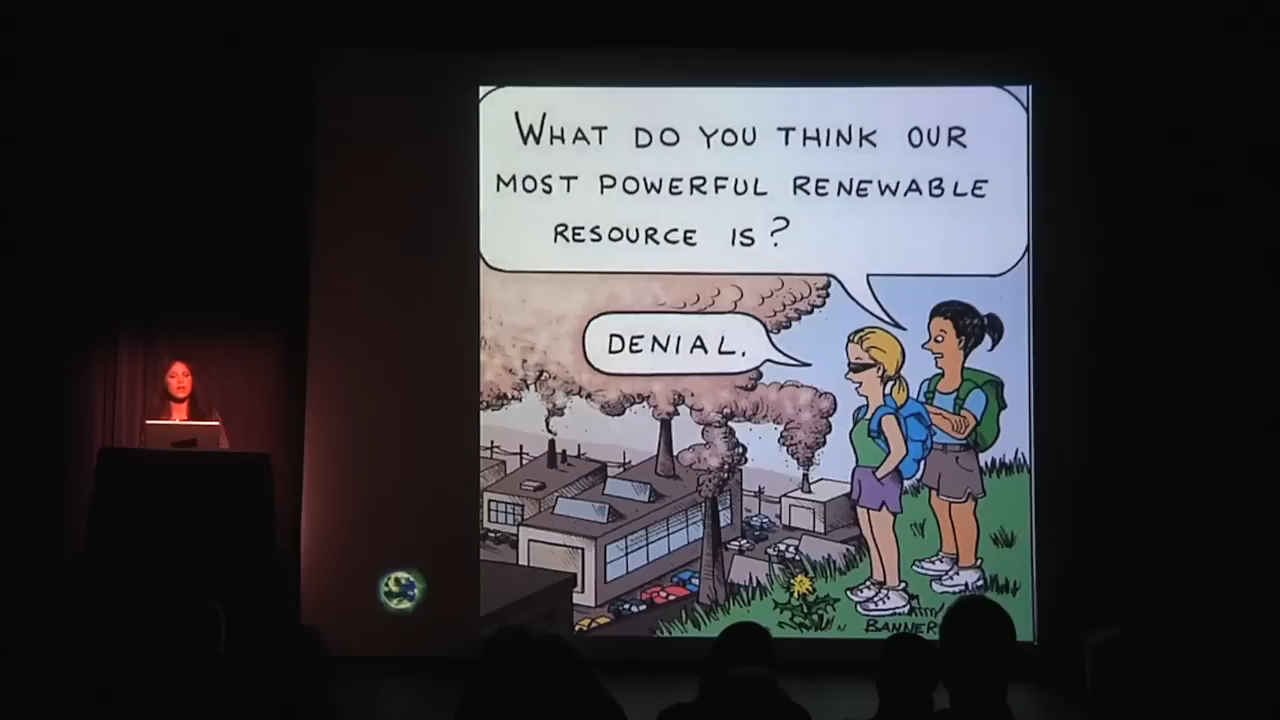 WHAT DO YOU THINK OUR
MOST POWERFUL RENEWABLE
RESOURCE IS?
DENIAL.
BANNER